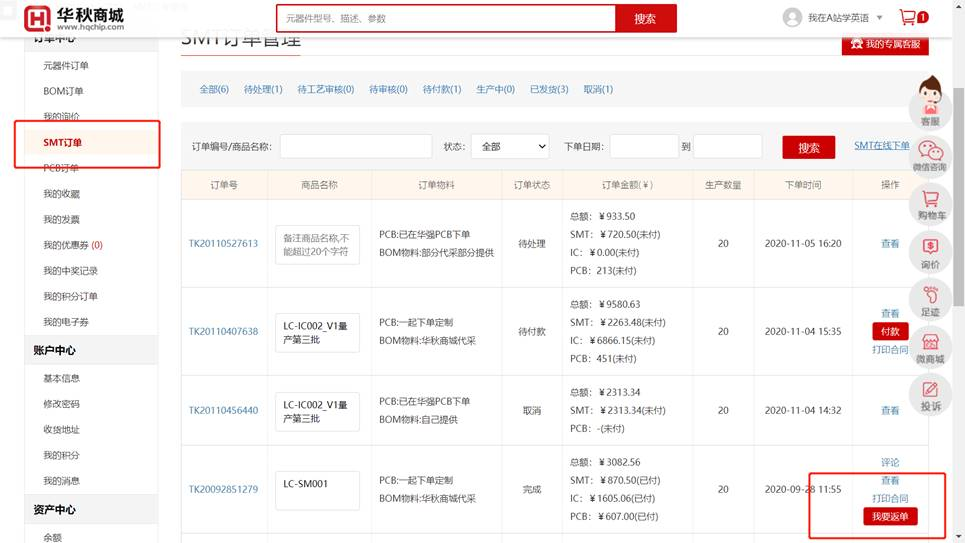 华秋商城
www.hqchip.com
元器件型号、描述、参数
搜索
我在A站学英语
1
订单中心
元器件订单
BOM订单
我的询价
SMT订单
PCB订单
我的收藏
我的发票
我的优惠券 (0)
我的中奖记录
我的积分订单
我的电子券
账户中心
基本信息
修改密码
收货地址
我的积分
我的消息
资产中心
余额
SMT订单管理
我的专属客服
全部(6) 待处理(1) 待工艺审核(0) 待审核(0) 待付款(1) 生产中(0) 已发货(3) 取消(1)
订单编号/商品名称： 状态： 全部 下单日期： 到 搜索 SMT在线下单
订单号 商品名称 订单物料 订单状态 订单金额(￥) 生产数量 下单时间 操作
TK20110527613
备注商品名称,不
能超过20个字符
PCB:已在华强PCB下单
BOM物料:部分代采部分提供
待处理
总额：￥933.50
SMT：￥720.50(未付)
IC：￥0.00(未付)
PCB：213(未付)
20
2020-11-05 16:20
查看
TK20110407638
LC-IC002_V1量
产第三批
PCB:一起下单定制
BOM物料:华秋商城代采
待付款
总额：￥9580.63
SMT：￥2263.48(未付)
IC：￥6866.15(未付)
PCB：451(未付)
20
2020-11-04 15:35
查看
付款
打印合同
TK20110456440
LC-IC002_V1量
产第三批
PCB:已在华强PCB下单
BOM物料:自己提供
取消
总额：￥2313.34
SMT：￥2313.34(未付)
PCB：-(未付)
20
2020-11-04 14:32
查看
TK20092851279
LC-SM001
PCB:一起下单定制
BOM物料:华秋商城代采
完成
总额：￥3082.56
SMT：￥870.50(已付)
IC：￥1605.06(已付)
PCB：￥607.00(已付)
20
2020-09-28 11:55
评论
查看
打印合同
我要返单
客服
微信咨询
购物车
询价
足迹
微商城
投诉